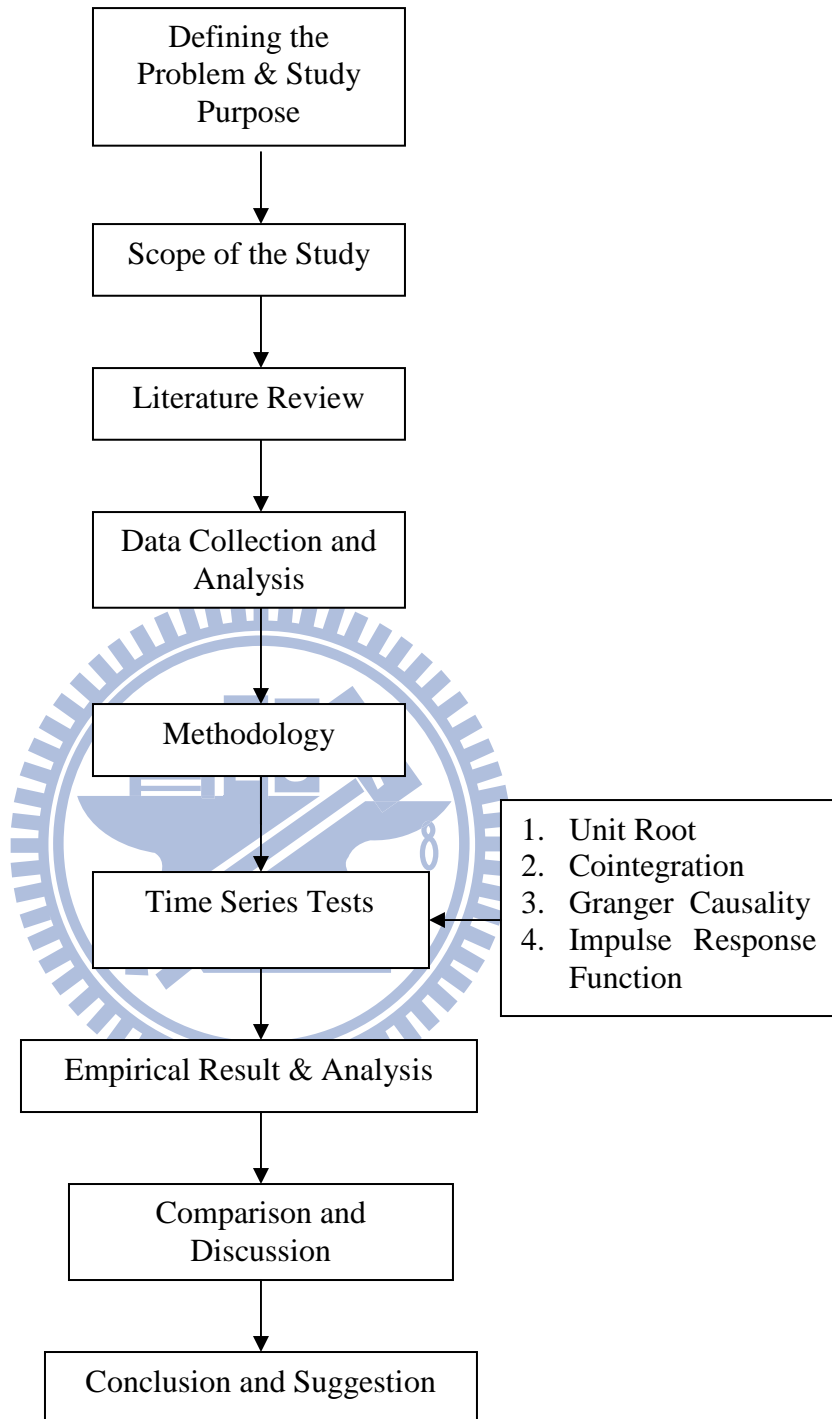 Defining the
Problem & Study
Purpose
Scope of the Study
Literature Review
Data Collection and
Analysis
Methodology
Time Series Tests
1. Unit Root
2. Cointegration
3. Granger Causality
4. Impulse Response
Function
Empirical Result & Analysis
Comparison and
Discussion
Conclusion and Suggestion